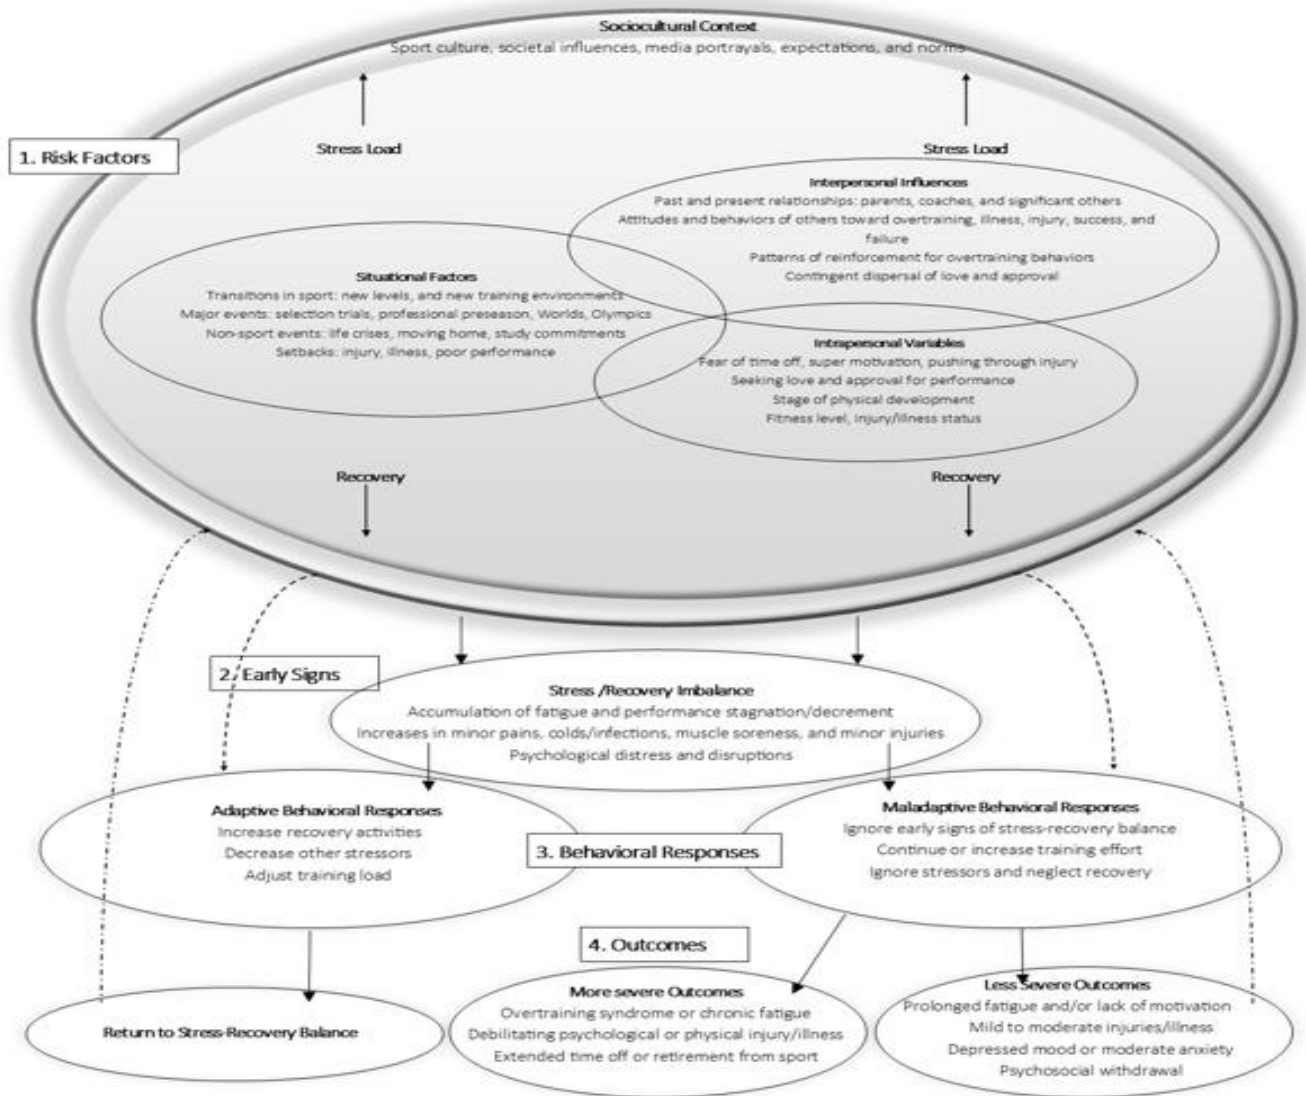 Sociocultural Context
Sport culture, societal influences, media portrayals, expectations, and norms
1. Risk Factors
Stress Load
Stress Load
Interpersonal Influences
Past and present relationships: parents, coaches, and significant others
Attitudes and behaviors of others toward overtraining, illness, injury, success, and
failure
Patterns of reinforcement for overtraining behaviors
Contingent dispersal of love and approval
Situational Factors
Transitions in sport: new levels, and new training environments
Major events: selection trials, professional preseason, Worlds, Olympics
Non-sport events: life crises, moving home, study commitments
Setbacks: injury, illness, poor performance
Intrapersonal Variables
Fear of time off, super motivation, pushing through injury
Seeking love and approval for performance
Stage of physical development
Fitness level, injury/illness status
Recovery
Recovery
2. Early Signs
Stress /Recovery Imbalance
Accumulation of fatigue and performance stagnation/decrement
Increases in minor pains, colds/infections, muscle soreness, and minor injuries
Psychological distress and disruptions
Adaptive Behavioral Responses
Increase recovery activities
Decrease other stressors
Adjust training load
3. Behavioral Responses
Maladaptive Behavioral Responses
Ignore early signs of stress-recovery balance
Continue or increase training effort
Ignore stressors and neglect recovery
4. Outcomes
Return to Stress-Recovery Balance
More severe Outcomes
Overtraining syndrome or chronic fatigue
Debilitating psychological or physical injury/illness
Extended time off or retirement from sport
Less Severe Outcomes
Prolonged fatigue and/or lack of motivation
Mild to moderate injuries/illness
Depressed mood or moderate anxiety
Psychosocial withdrawal